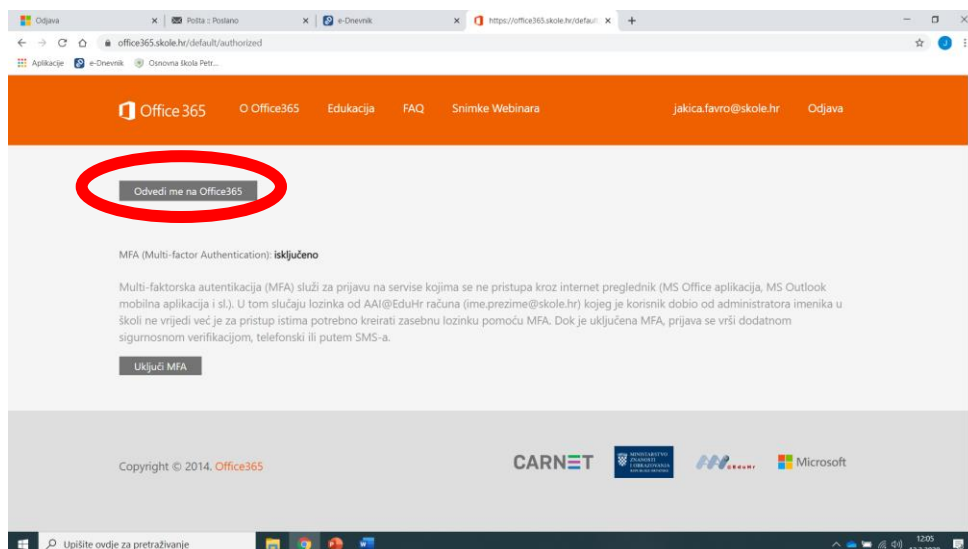 Odjava
Pošta :: Poslano
e-Dnevnik
https://office365.skole.hr/defaul
office365.skole.hr/default/authorized
Aplikacije
e-Dnevnik
Osnovna škola Petr...
Office 365
O Office365
Edukacija
FAQ
Snimke Webinara
jakica.favro@skole.hr
Odjava
Odvedi me na Office365
MFA (Multi-factor Authentication): isključeno
Multi-faktorska autentikacija (MFA) služi za prijavu na servise kojima se ne pristupa kroz internet preglednik (MS Office aplikacija, MS Outlook
mobilna aplikacija i sl.). U tom slučaju lozinka od AAI@EduHr računa (ime.prezime@skole.hr) kojeg je korisnik dobio od administratora imenika u
školi ne vrijedi već je za pristup istima potrebno kreirati zasebnu lozinku pomoću MFA. Dok je uključena MFA, prijava se vrši dodatnom
sigurnosnom verifikacijom, telefonski ili putem SMS-a.
Uključi MFA
Copyright © 2014. Office365
CARNET
MINISTARSTVO
ZNANOSTI
I OBRAZOVANJA
REPUBLIKE HRVATSKE
Microsoft
Upišite ovdje za pretraživanje
12:05